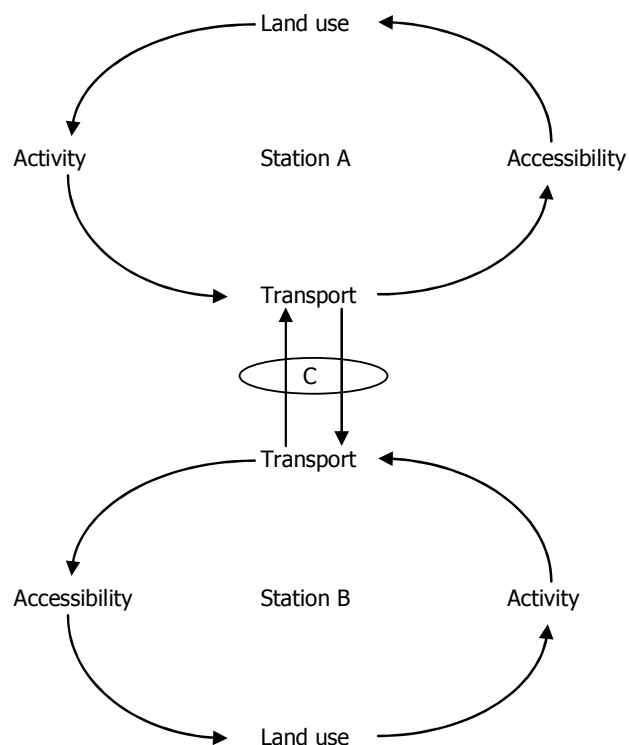 Land use
Activity
Station A
Accessibility
Transport
C
Transport
Accessibility
Station B
Activity
Land use